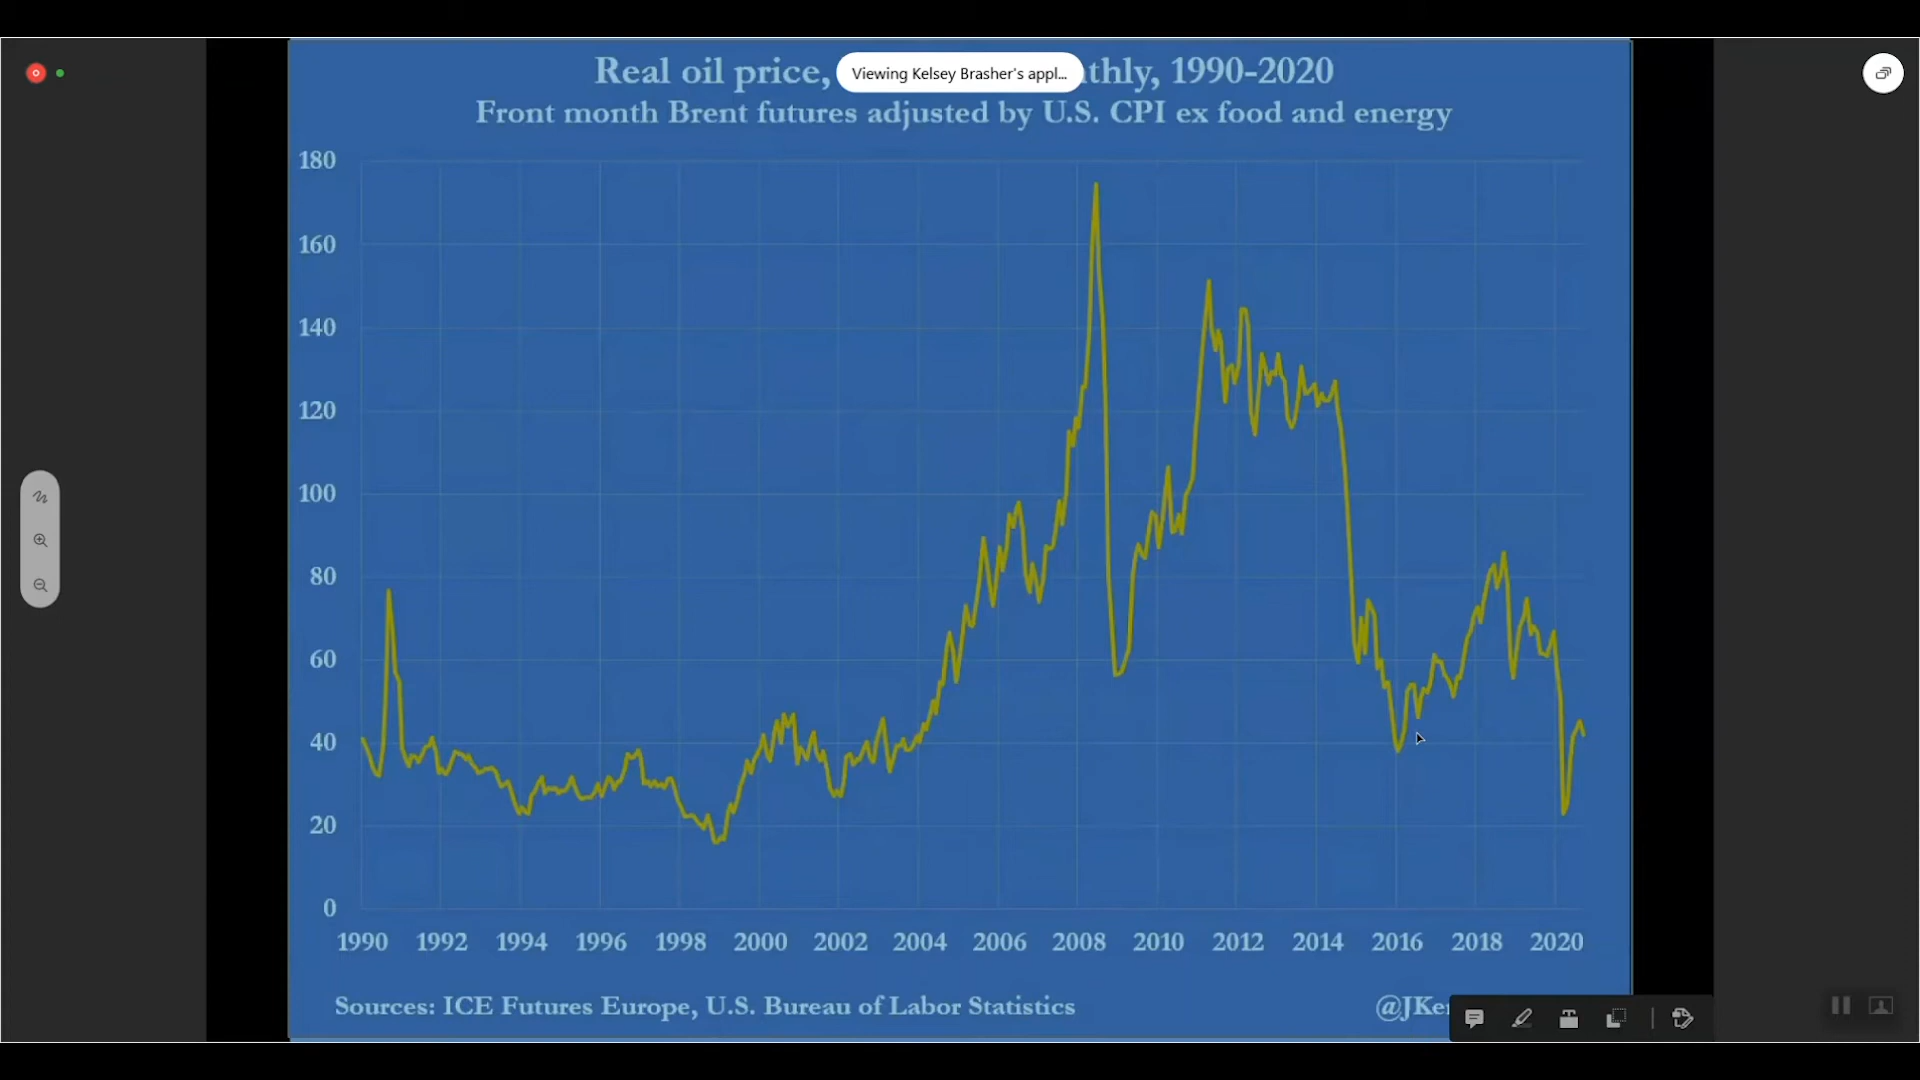 Real oil price, thly, 1990-2020
Viewing Kelsey Brasher's appl...
Front month Brent futures adjusted by U.S. CPI ex food and energy
180
160
140
120
100
80
60
40
20
0
1990 1992 1994 1996 1998 2000 2002 2004 2006 2008 2010 2012 2014 2016 2018 2020
Sources: ICE Futures Europe, U.S. Bureau of Labor Statistics @JKe